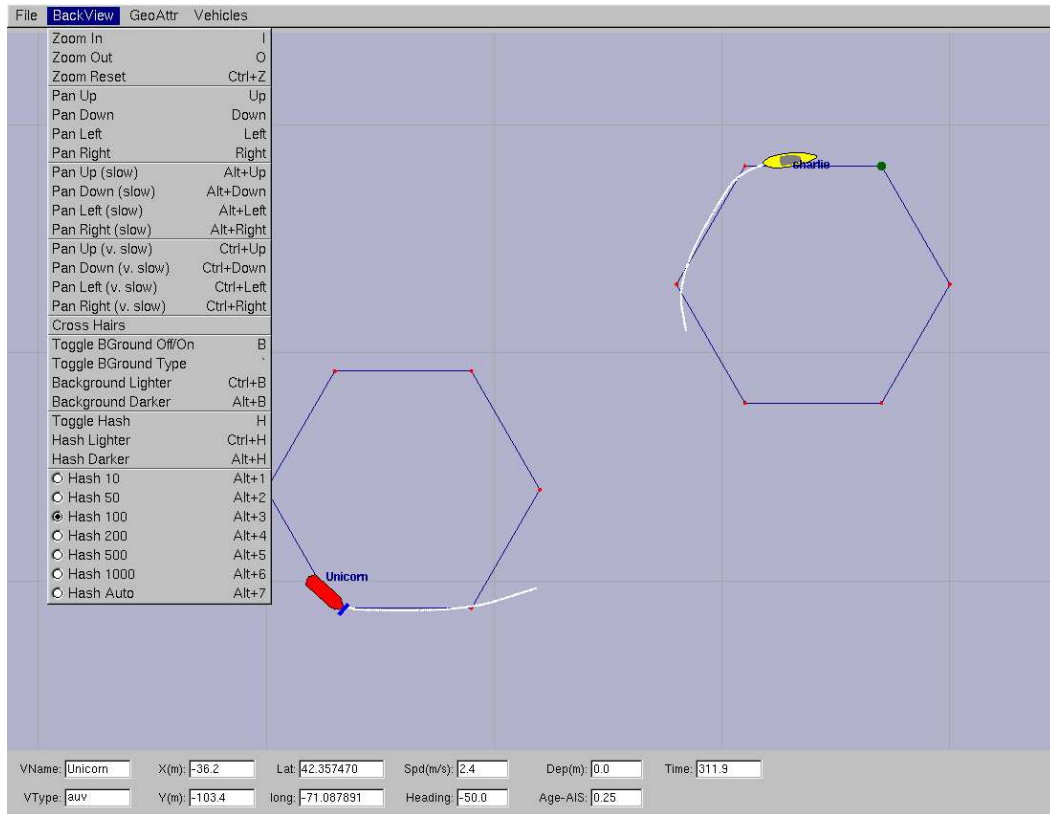 File BackView GeoAttr Vehicles
Zoom In I
Zoom Out O
Zoom Reset Ctrl+Z
Pan Up Up
Pan Down Down
Pan Left Left
Pan Right Right
Pan Up (slow) Alt+Up
Pan Down (slow) Alt+Down
Pan Left (slow) Alt+Left
Pan Right (slow) Alt+Right
Pan Up (v. slow) Ctrl+Up
Pan Down (v. slow) Ctrl+Down
Pan Left (v. slow) Ctrl+Left
Pan Right (v. slow) Ctrl+Right
Cross Hairs
Toggle BGround Off/On B
Toggle BGround Type `
Background Lighter Ctrl+B
Background Darker Alt+B
Toggle Hash H
Hash Lighter Ctrl+H
Hash Darker Alt+H
Hash 10 Alt+1
Hash 50 Alt+2
Hash 100 Alt+3
Hash 200 Alt+4
Hash 500 Alt+5
Hash 1000 Alt+6
Hash Auto Alt+7
charlie
Unicorn
VName: Unicorn X(m): -36.2 Lat: 42.357470 Spd(m/s): 2.4 Dep(m): 0.0 Time: 311.9
VType: auv Y(m): -103.4 long: -71.087891 Heading: -50.0 Age-AIS: 0.25